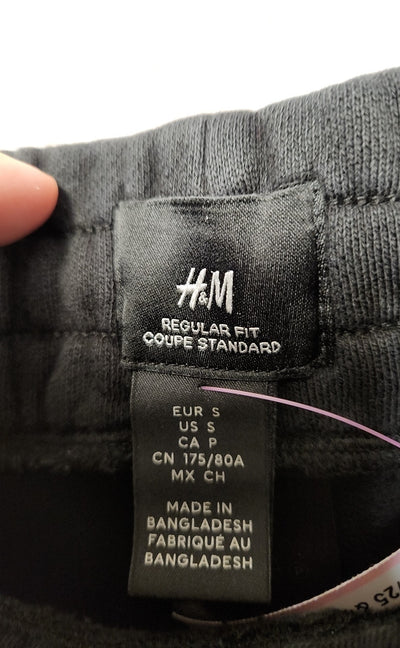 H&M
REGULAR FIT
COUPE STANDARD
EUR S
US S
CA P
CN 175/80A
MX CH
MADE IN
BANGLADESH
FABRIQUÉ AU
BANGLADESH